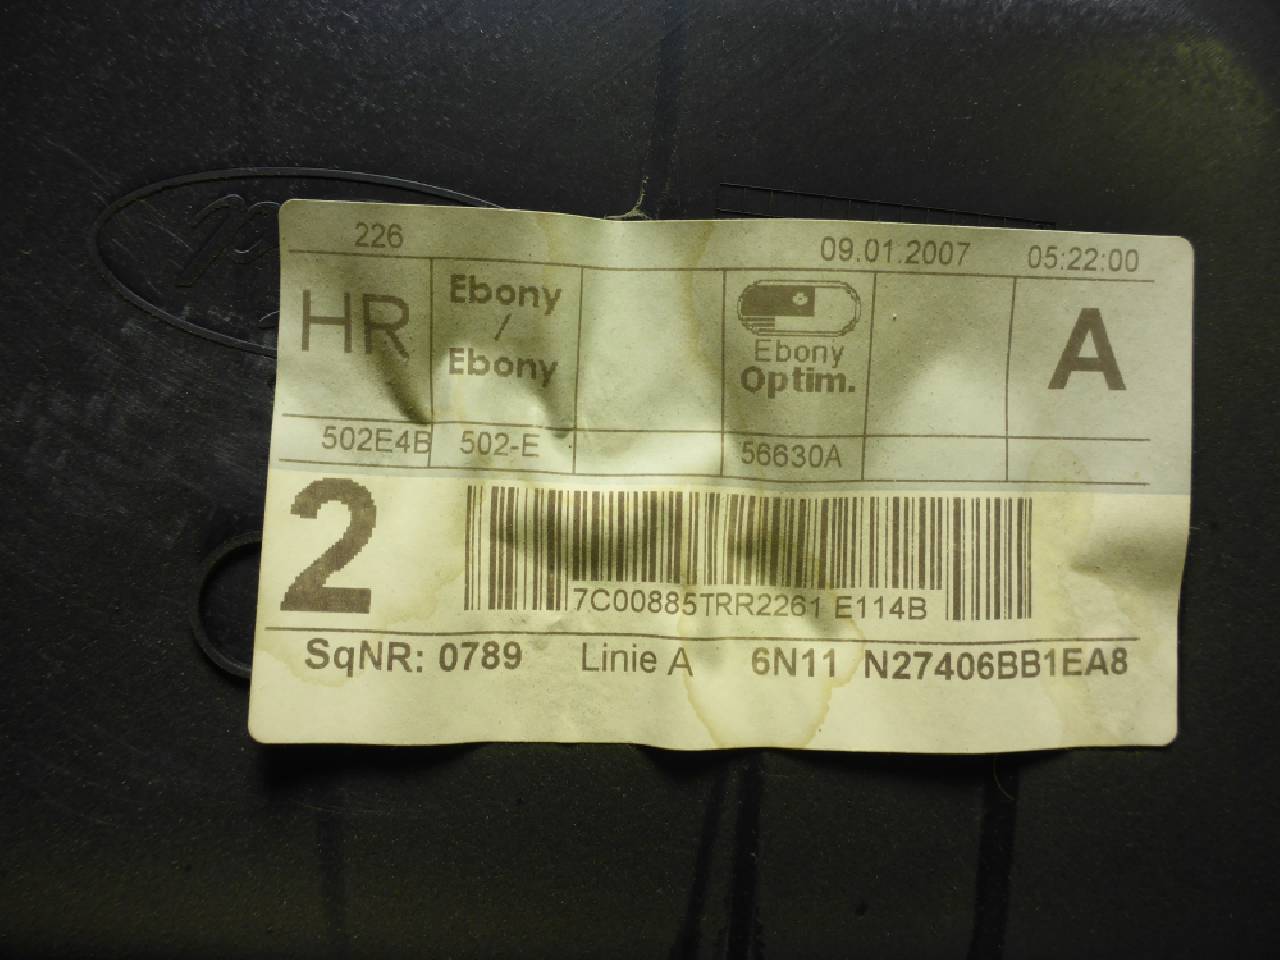 226 09.01.2007 05:22:00
HR Ebony / Ebony Ebony Optim. A
502E4B 502-E 56630A
2
7C00885TRR2261 E114B
SqNR: 0789 Linie A 6N11 N27406BB1EA8